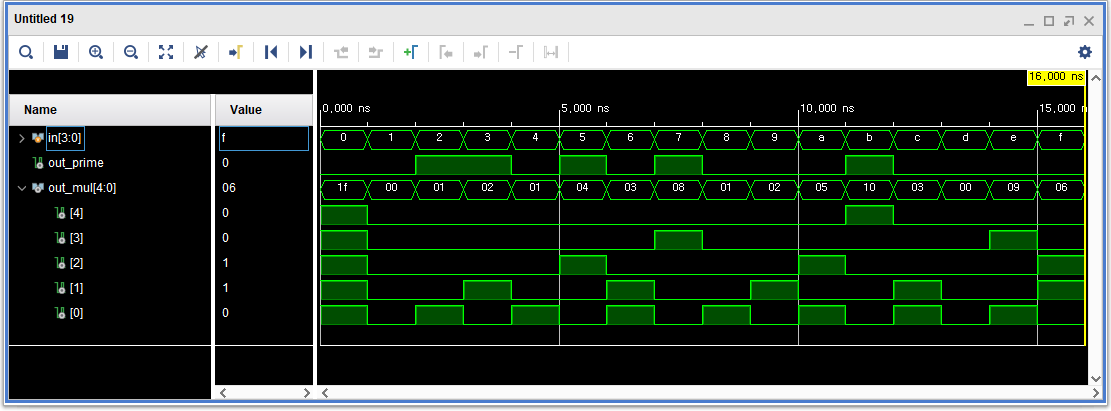 Untitled 19
16,000 ns
Name Value 0,000 ns 5,000 ns 10,000 ns 15,000 n
in[3:0] f 0 1 2 3 4 5 6 7 8 9 a b c d e f
out_prime 0
out_mul[4:0] 06 1f 00 01 02 01 04 03 08 01 02 05 10 03 00 09 06
[4] 0
[3] 0
[2] 1
[1] 1
[0] 0